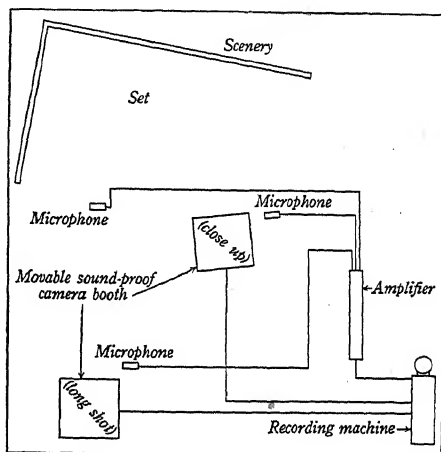 Scenery
Set
Microphone
Microphone
(close up)
Movable sound-proof
camera booth
Amplifier
Microphone
(long shot)
Recording machine